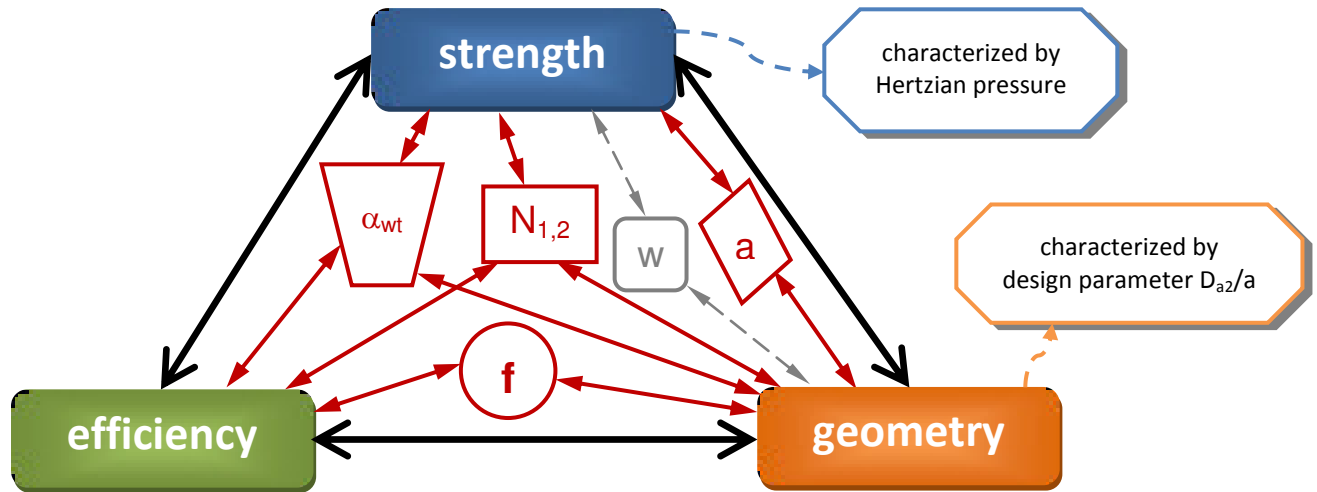 strength
characterized by
Hertzian pressure
αwt
N1,2
w
a
characterized by
design parameter Da2/a
f
efficiency
geometry